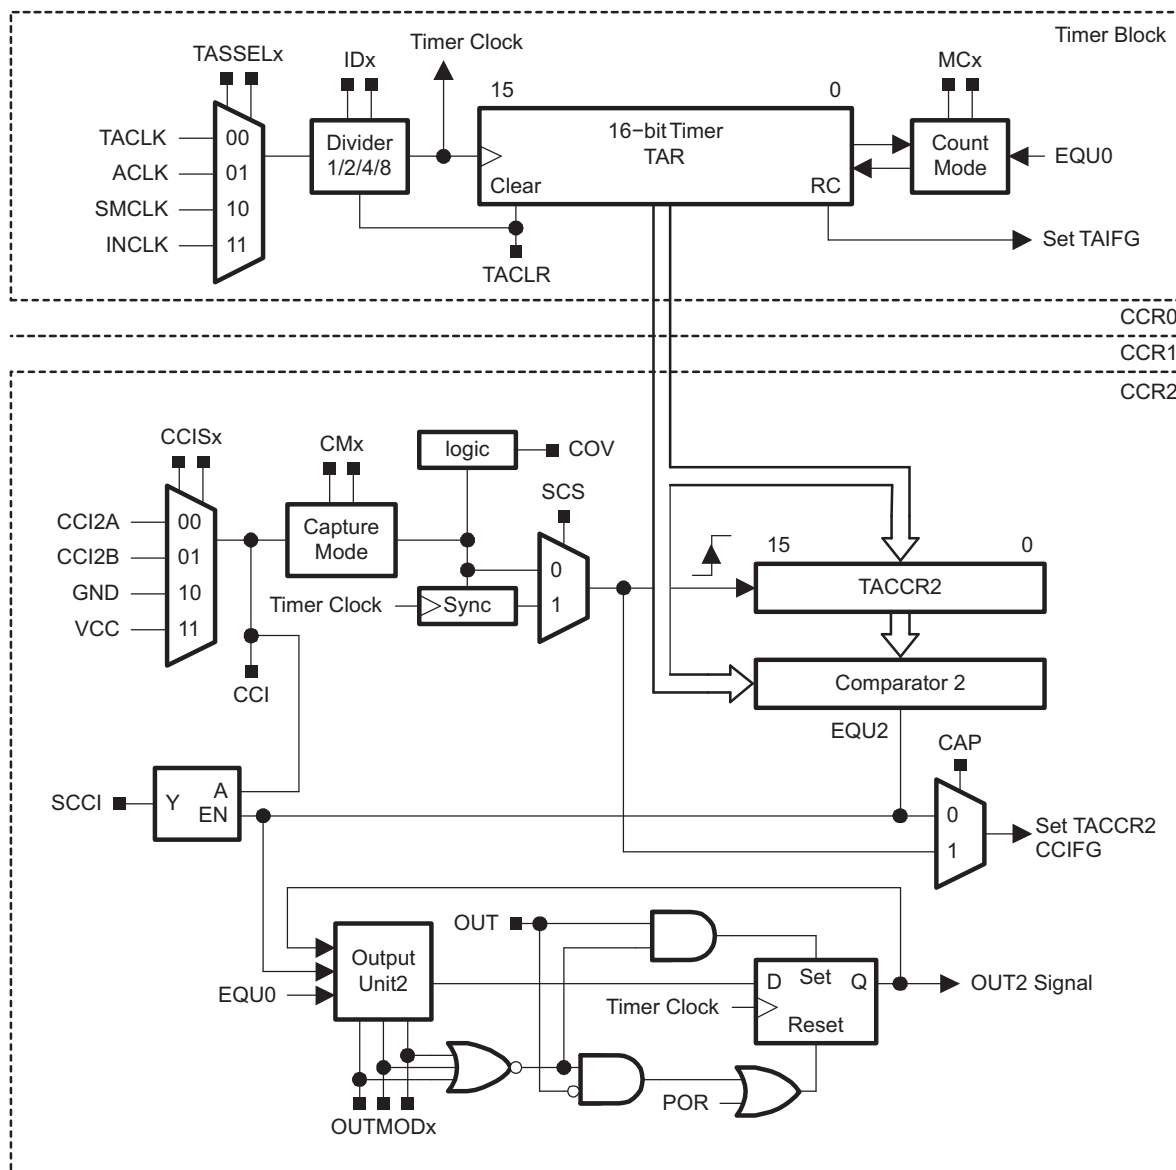 Timer Block
Timer Clock
TASSELx
IDx
15
0
MCx
TACLK
00
ACLK
01
SMCLK
10
INCLK
11
Divider
1/2/4/8
16−bit Timer
TAR
Clear
RC
Count
Mode
EQU0
Set TAIFG
TACLR
CCR0
CCR1
CCR2
CCISx
CMx
logic
COV
SCS
CCI2A
00
CCI2B
01
GND
10
VCC
11
Capture
Mode
15
0
0
1
TACCR2
Timer Clock
Sync
CCI
Comparator 2
EQU2
CAP
SCCI
Y
A
EN
0
1
Set TACCR2
CCIFG
OUT
Output
Unit2
EQU0
D
Set
Q
OUT2 Signal
Timer Clock
Reset
POR
OUTMODx